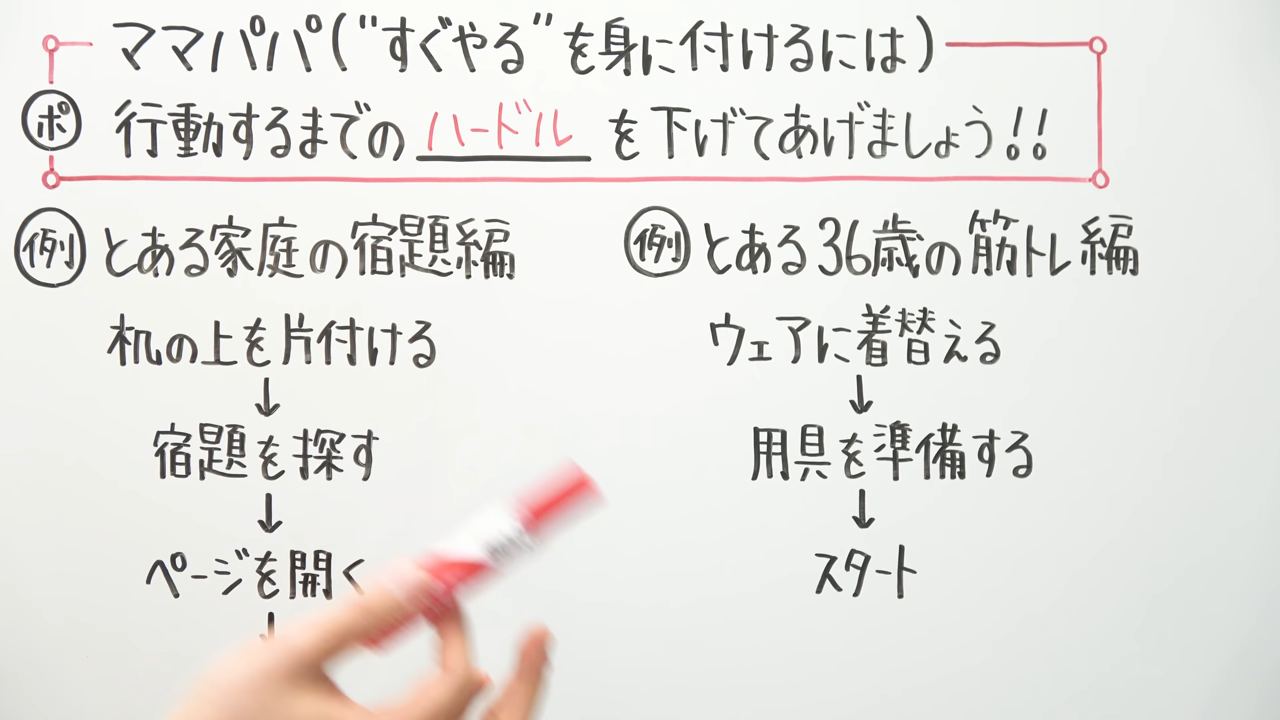 ママパパ(“すぐやる”を身に付けるには)
ポ 行動するまでのハードルを下げてあげましょう!!
例 とある家庭の宿題編
机の上を片付ける
↓
宿題を探す
↓
ページを開く
↓
例 とある36歳の筋トレ編
ウェアに着替える
↓
用具を準備する
↓
スタート